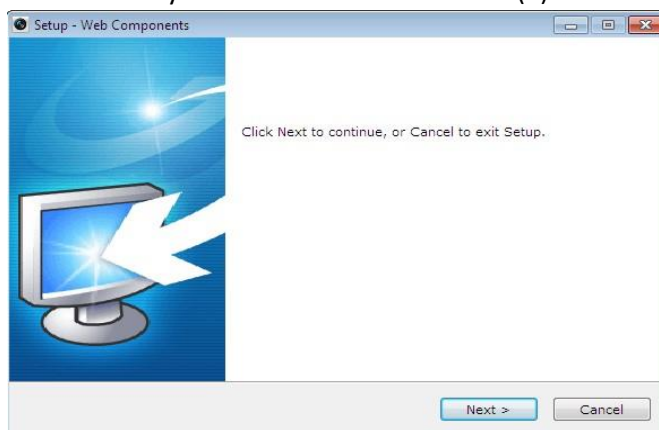 Setup - Web Components
Click Next to continue, or Cancel to exit Setup.
Next >
Cancel